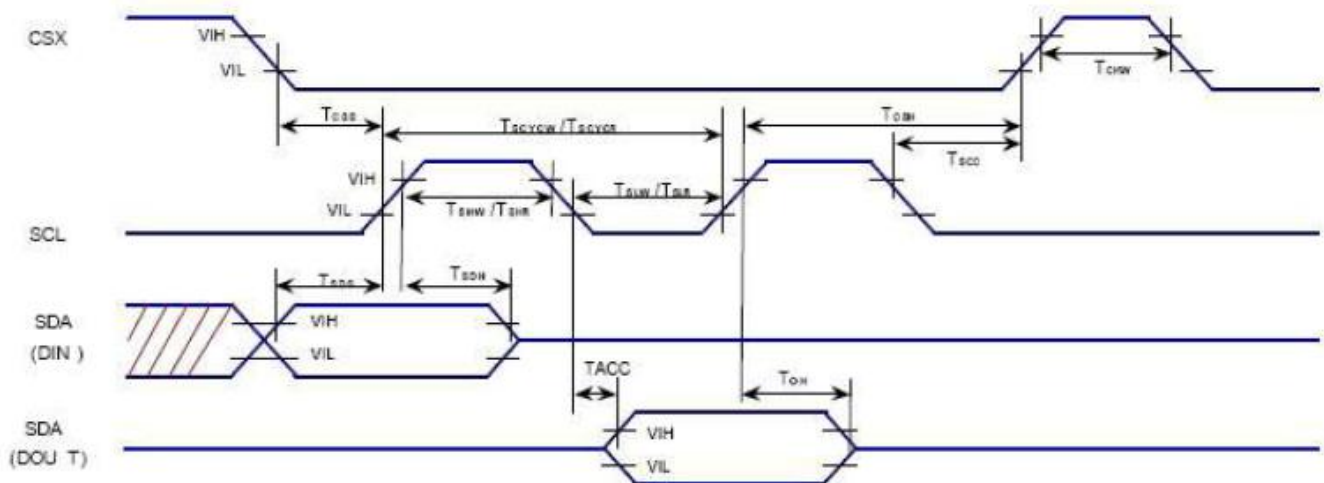 CSX
VIH
VIL
TCHW
TCSS
TSCYCW /TSCYCR
TCSH
TSCC
VIH
VIL
TSHW /TSHR
TSLW /TSLR
SCL
TSDS
TSDH
SDA
(DIN )
VIH
VIL
TACC
TOH
SDA
(DOU T)
VIH
VIL